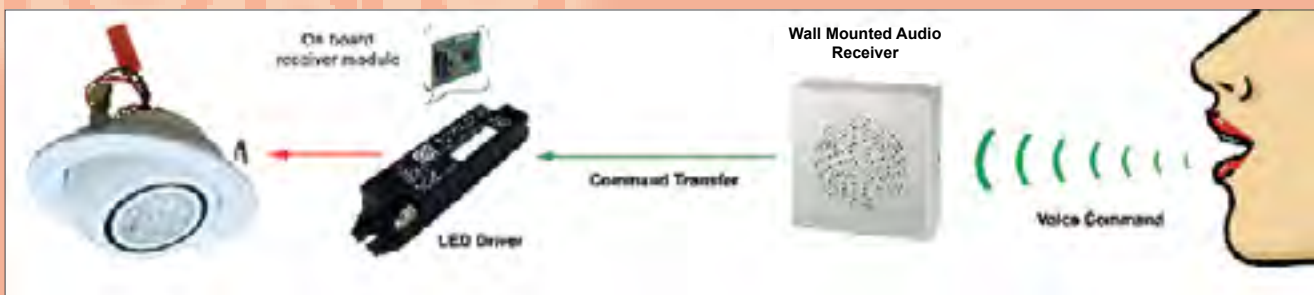 On board
receiver module
Wall Mounted Audio
Receiver
Command Transfer
LED Driver
Voice Command